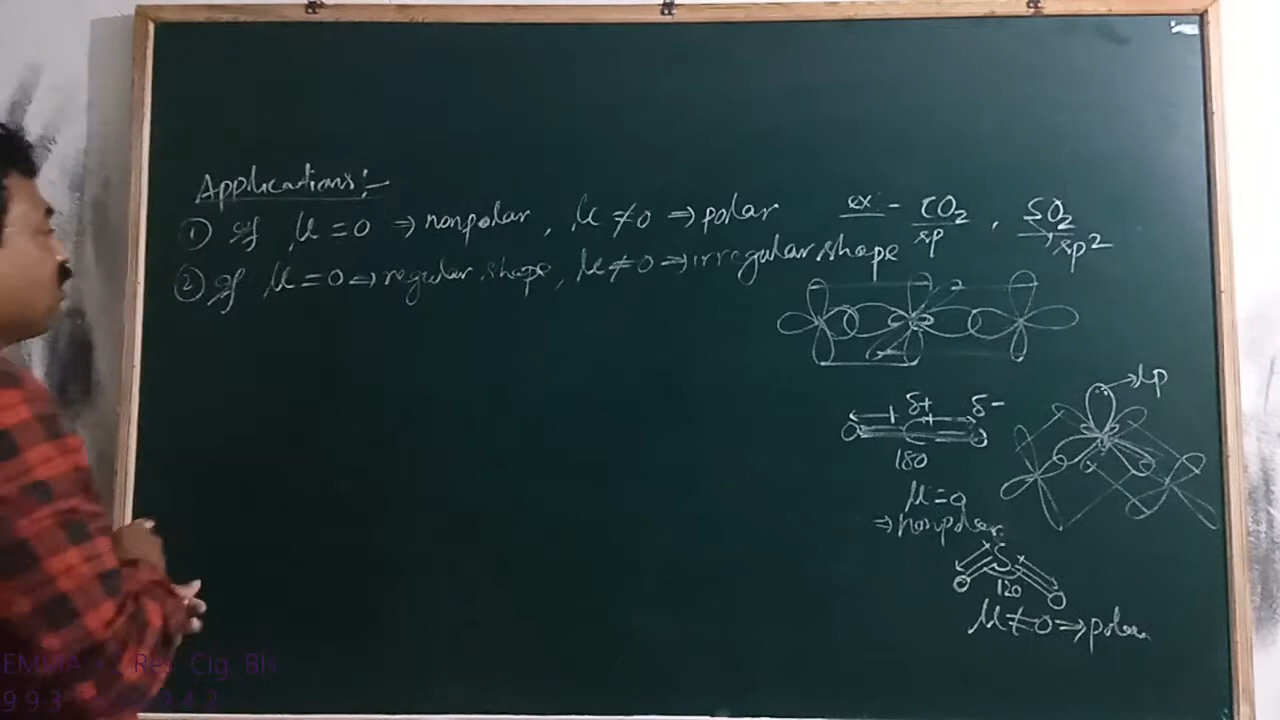 Applications:-
① If μ = 0 ⇒ nonpolar, μ ≠ 0 ⇒ polar ex - CO2, SO2
sp sp2
② If μ = 0 ⇒ regular shape, μ ≠ 0 ⇒ irregular shape
lp
δ+ δ-
180
μ = 0
⇒ nonpolar
S
120
μ ≠ 0 ⇒ polar